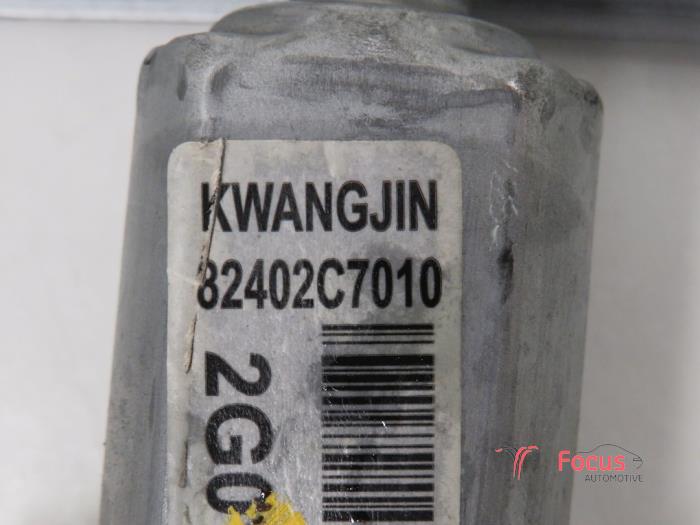 KWANGJIN
82402C7010
2G0
Focus
AUTOMOTIVE